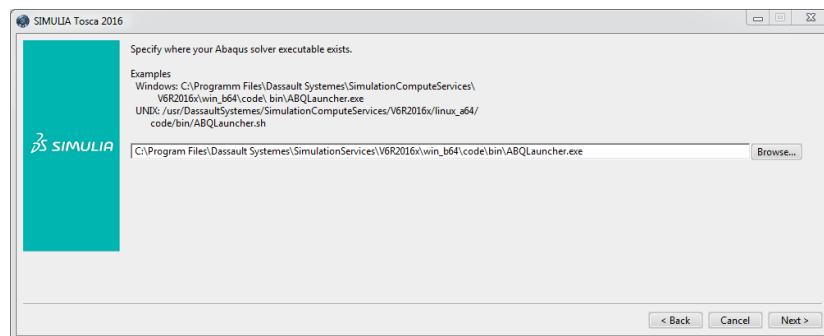 SIMULIA Tosca 2016
Specify where your Abaqus solver executable exists.
Examples
Windows: C:\Programm Files\Dassault Systemes\SimulationComputeServices\
V6R2016x\win_b64\code\ bin\ABQLauncher.exe
UNIX: /usr/DassaultSystemes/SimulationComputeServices/V6R2016x/linux_a64/
code/bin/ABQLauncher.sh
SIMULIA
C:\Program Files\Dassault Systemes\SimulationServices\V6R2016x\win_b64\code\bin\ABQLauncher.exe
Browse...
< Back Cancel Next >